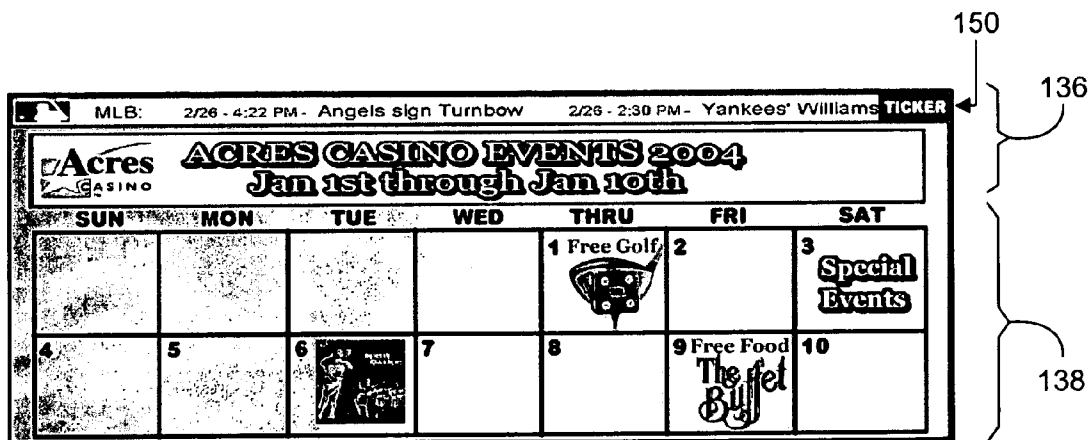 150
136
MLB: 2/26 - 4:22 PM - Angels sign Turnbow 2/26 - 2:30 PM - Yankees' Williams TICKER
Acres CASINO
ACRES CASINO EVENTS 2004
Jan 1st through Jan 10th
SUN MON TUE WED THRU FRI SAT
1 Free Golf 2 3 Special Events
4 5 6 7 8 9 Free Food The Buffet 10
138